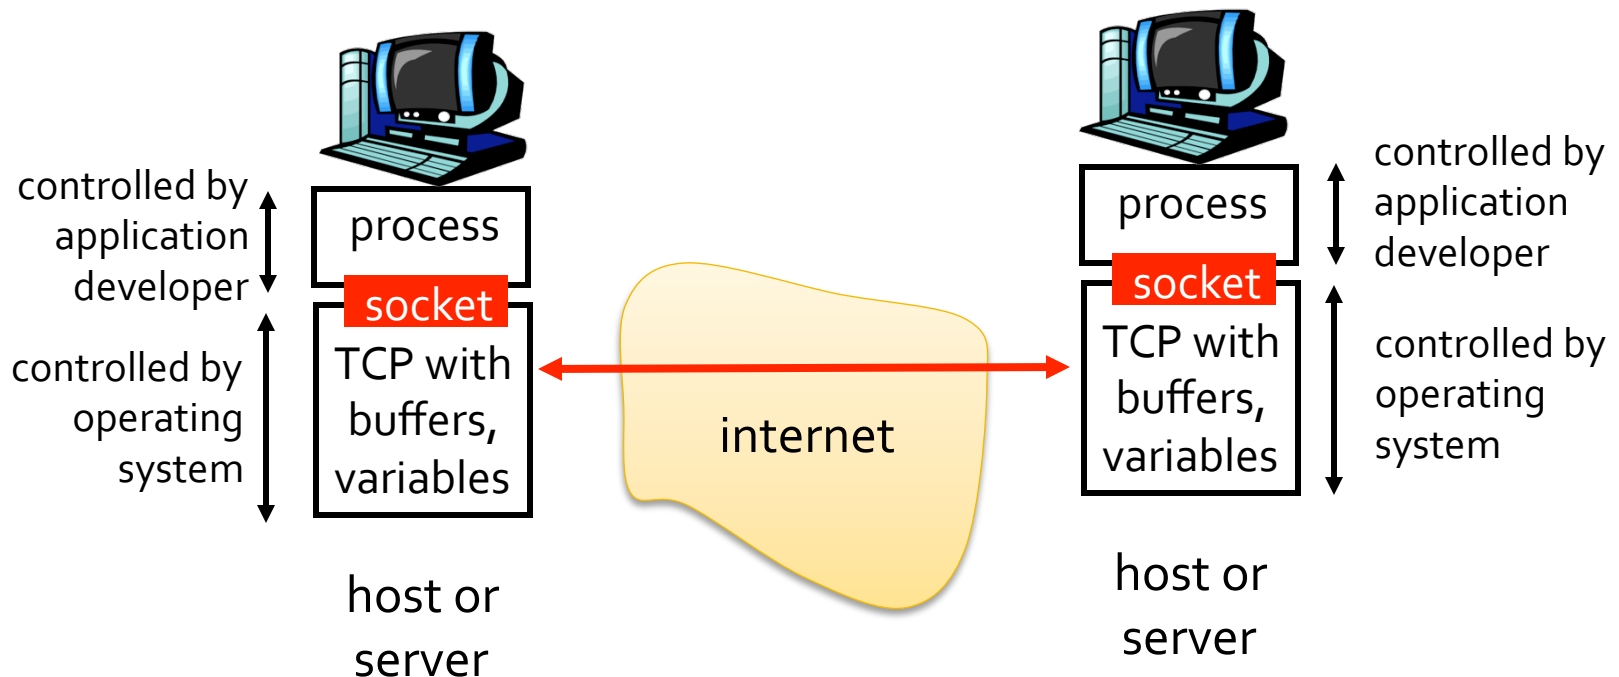 controlled by
application
developer
process
socket
controlled by
operating
system
TCP with
buffers,
variables
host or
server
internet
process
socket
controlled by
application
developer
TCP with
buffers,
variables
controlled by
operating
system
host or
server